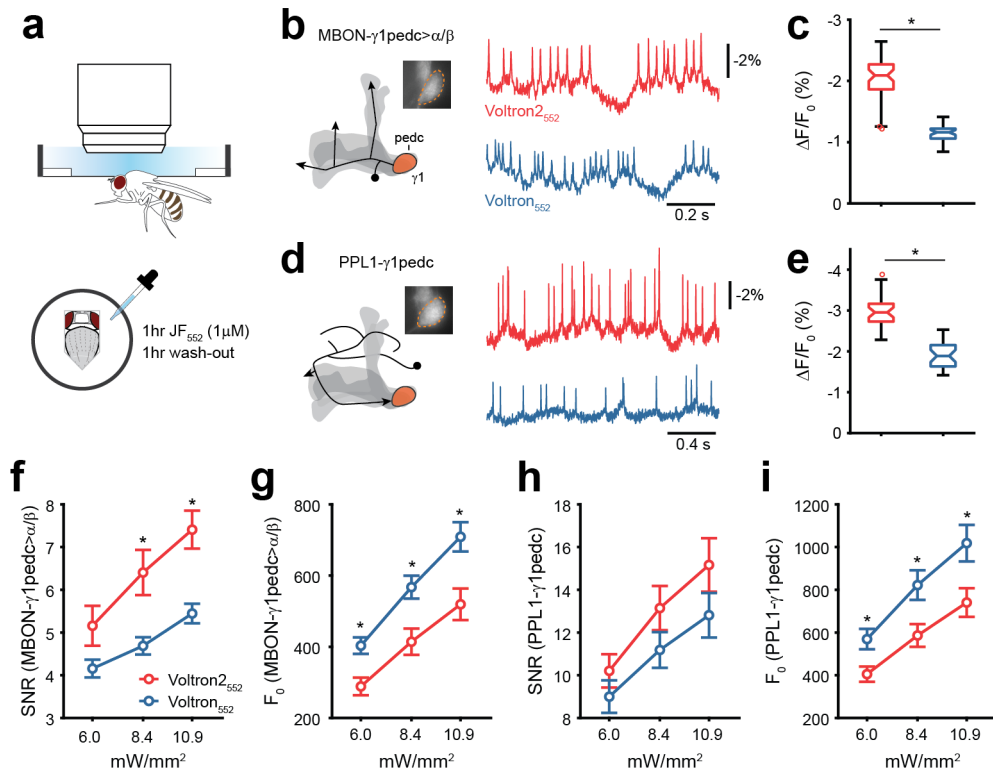 a
1hr JF552 (1μM)
1hr wash-out
b
MBON-γ1pedc>α/β
pedc
γ1
Voltron2552
Voltron552
-2%
0.2 s
c
-3
*
-2
-1
0
ΔF/F0 (%)
d
PPL1-γ1pedc
-2%
0.4 s
e
-4
*
-3
-2
-1
0
ΔF/F0 (%)
f
SNR (MBON-γ1pedc>α/β)
8
7
6
5
4
3
* *
Voltron2552
Voltron552
6.0 8.4 10.9
mW/mm2
g
F0 (MBON-γ1pedc>α/β)
800
600
400
200
* * *
6.0 8.4 10.9
mW/mm2
h
SNR (PPL1-γ1pedc)
18
16
14
12
10
8
6.0 8.4 10.9
mW/mm2
i
F0 (PPL1-γ1pedc)
1200
1000
800
600
400
200
* * *
6.0 8.4 10.9
mW/mm2